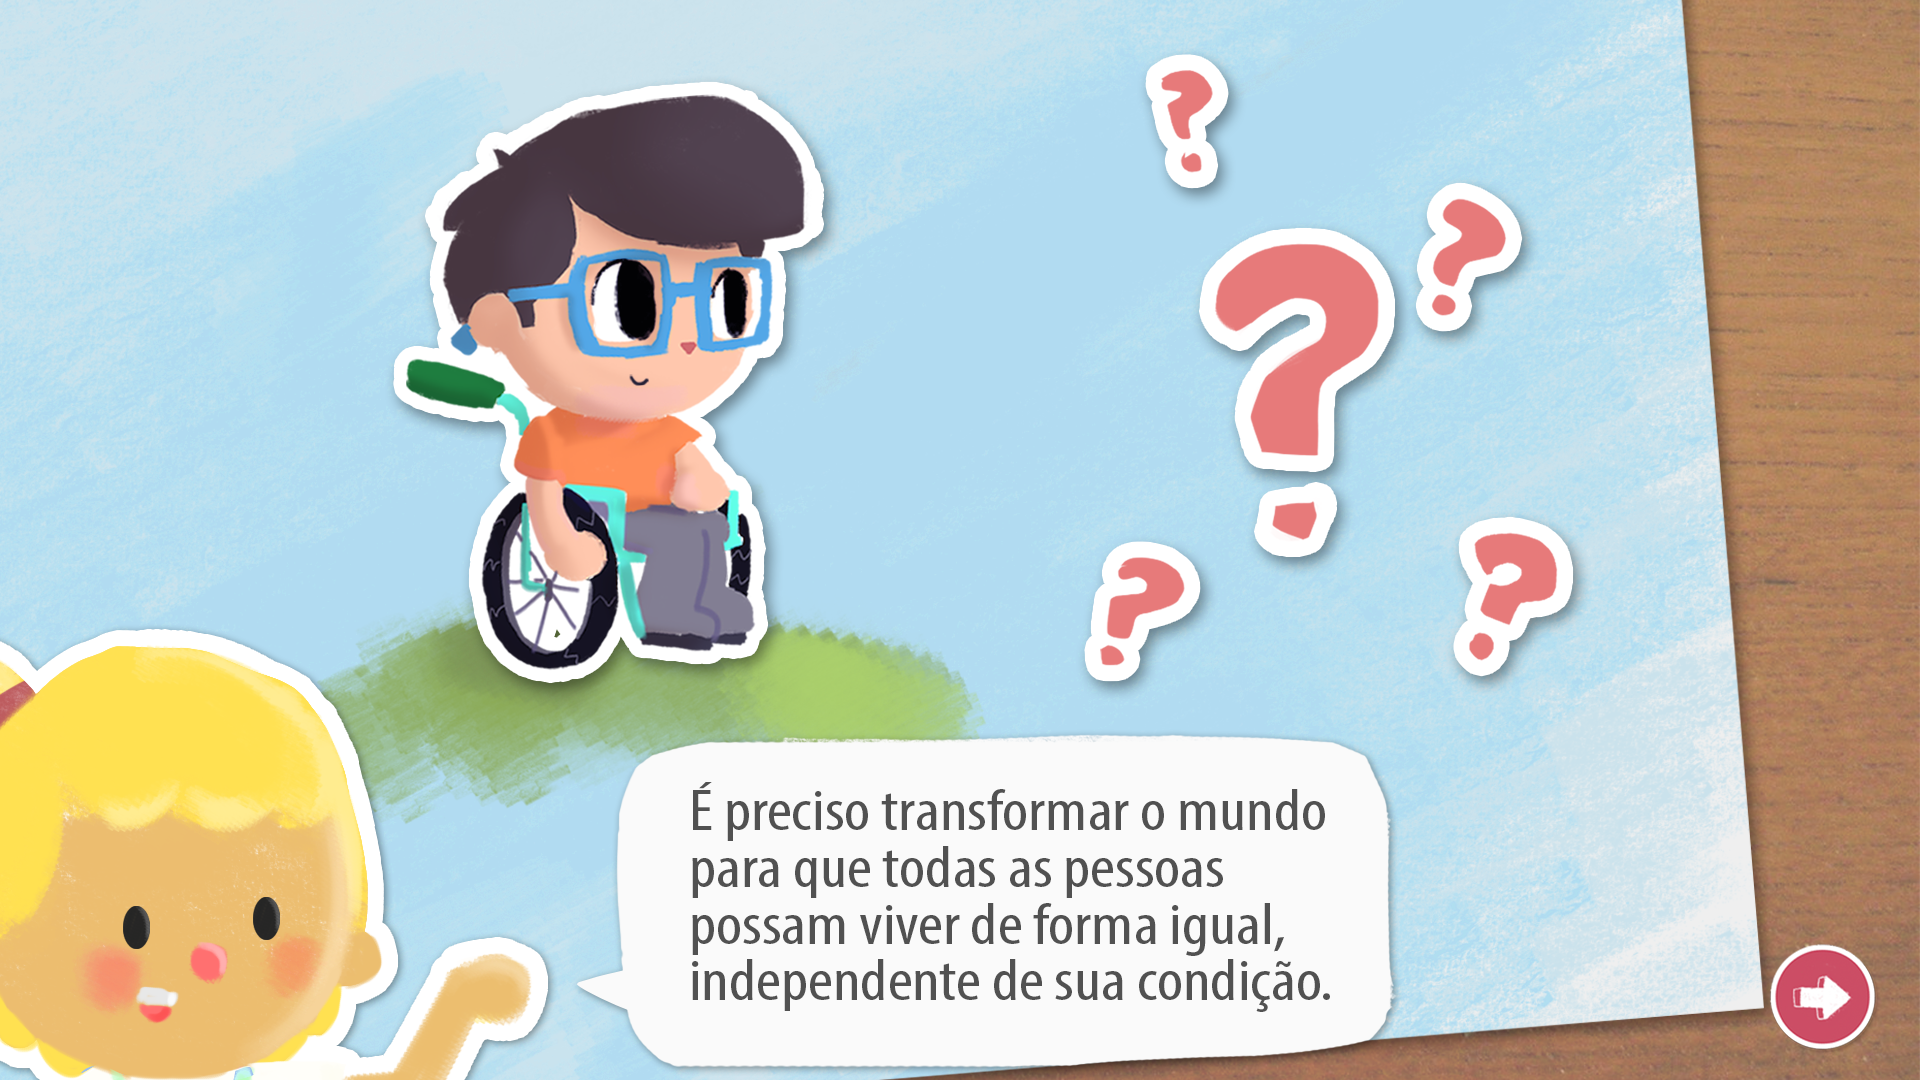 ?
?
?
?
?
É preciso transformar o mundo
para que todas as pessoas
possam viver de forma igual,
independente de sua condição.